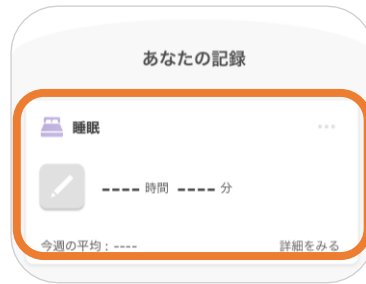 あなたの記録
睡眠
---- 時間 ---- 分
今週の平均 : ----
詳細をみる